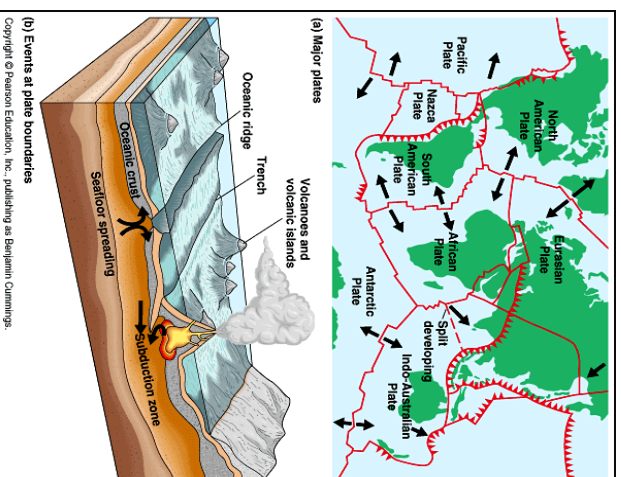 Pacific
Plate
Nazca
Plate
North
American
Plate
South
American
Plate
African
Plate
Eurasian
Plate
Antarctic
Plate
Split
developing
Indo-Australian
Plate
(a) Major plates
Oceanic ridge
Trench
Volcanoes and
volcanic islands
Oceanic crust
Seafloor spreading
Subduction zone
(b) Events at plate boundaries
Copyright © Pearson Education, Inc., publishing as Benjamin Cummings.